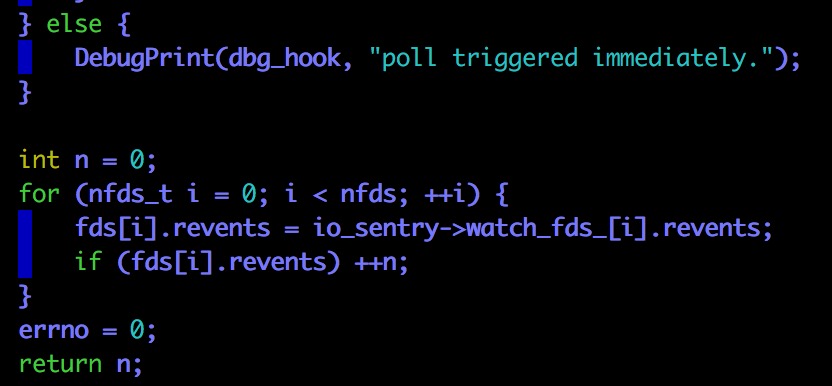 } else {
    DebugPrint(dbg_hook, "poll triggered immediately.");
}

int n = 0;
for (nfds_t i = 0; i < nfds; ++i) {
    fds[i].revents = io_sentry->watch_fds_[i].revents;
    if (fds[i].revents) ++n;
}
errno = 0;
return n;